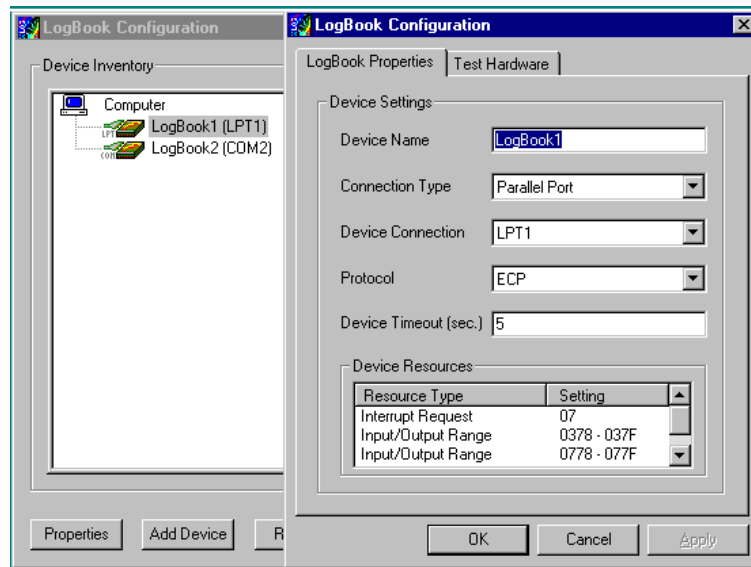 LogBook Configuration
Device Inventory
Computer
LPT LogBook1 (LPT1)
COM LogBook2 (COM2)
Properties Add Device R
LogBook Configuration
LogBook Properties Test Hardware
Device Settings
Device Name LogBook1
Connection Type Parallel Port
Device Connection LPT1
Protocol ECP
Device Timeout (sec.) 5
Device Resources
Resource Type Setting
Interrupt Request 07
Input/Output Range 0378 - 037F
Input/Output Range 0778 - 077F
OK Cancel Apply